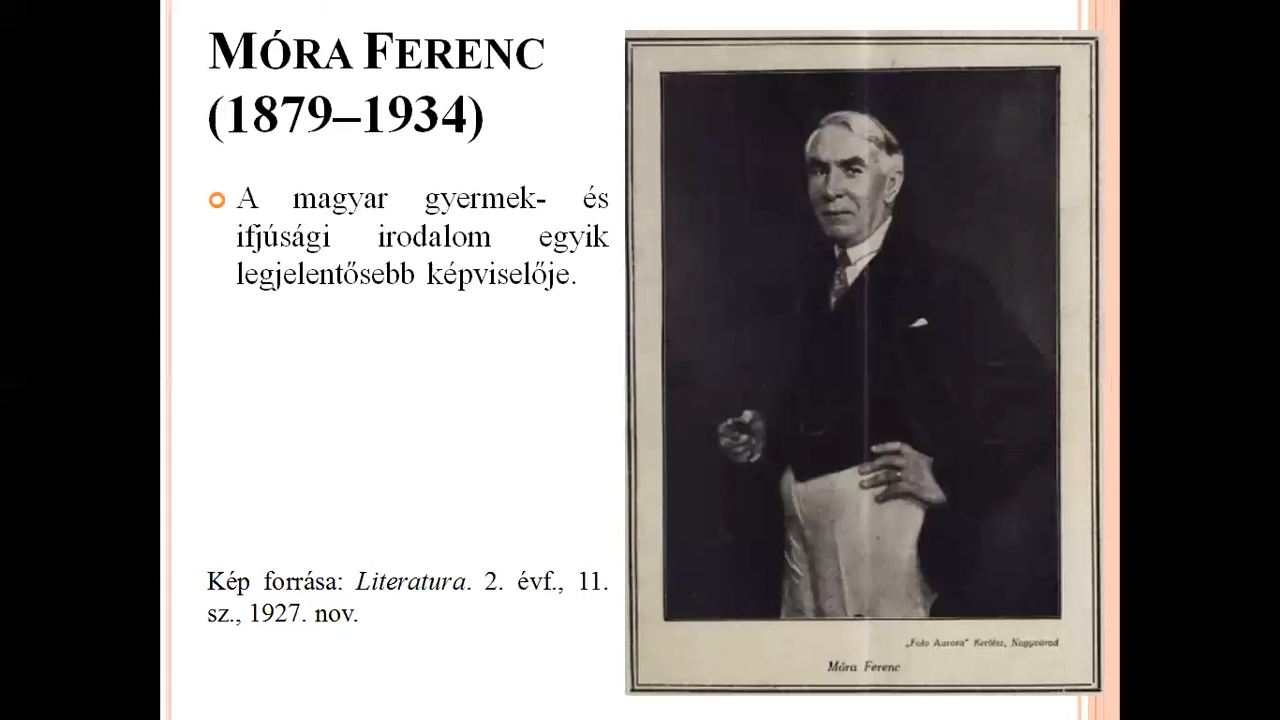 MÓRA FERENC
(1879–1934)
A magyar gyermek- és
ifjúsági irodalom egyik
legjelentősebb képviselője.
Kép forrása: Literatura. 2. évf., 11.
sz., 1927. nov.
„Foto Aurora" Kertész, Nagyvárad
Móra Ferenc